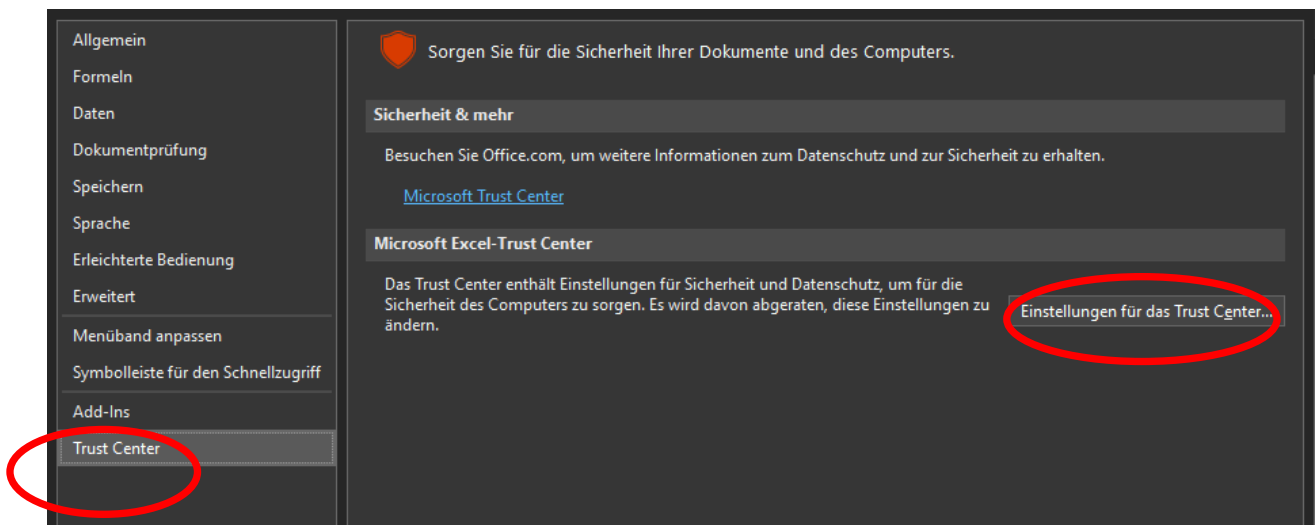 Allgemein
Formeln
Daten
Dokumentprüfung
Speichern
Sprache
Erleichterte Bedienung
Erweitert
Menüband anpassen
Symbolleiste für den Schnellzugriff
Add-Ins
Trust Center
Sorgen Sie für die Sicherheit Ihrer Dokumente und des Computers.
Sicherheit & mehr
Besuchen Sie Office.com, um weitere Informationen zum Datenschutz und zur Sicherheit zu erhalten.
Microsoft Trust Center
Microsoft Excel-Trust Center
Das Trust Center enthält Einstellungen für Sicherheit und Datenschutz, um für die
Sicherheit des Computers zu sorgen. Es wird davon abgeraten, diese Einstellungen zu
ändern.
Einstellungen für das Trust Center...